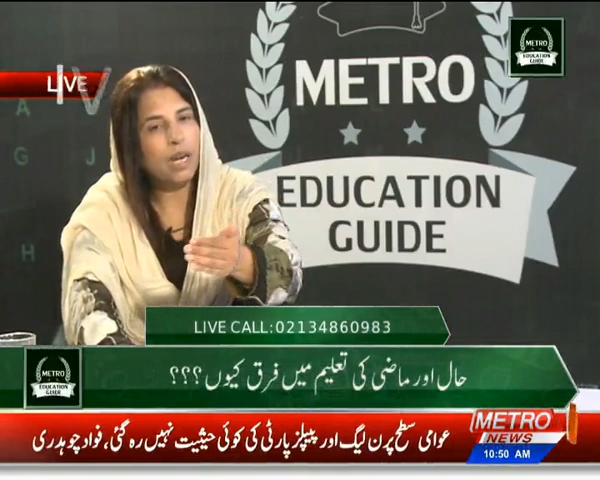 METRO
EDUCATION
GUIDE
LIVE
METRO
EDUCATION
GUIDE
A
G J
H
LIVE CALL:02134860983
METRO
EDUCATION
GUIDE
حال اور ماضی کی تعلیم میں فرق کیوں؟؟؟
عوامی سطح پرن لیگ اور پیپلز پارٹی کی کوئی حیثیت نہیں رہ گئی، فواد چوہدری
METRO
NEWS
10:50 AM